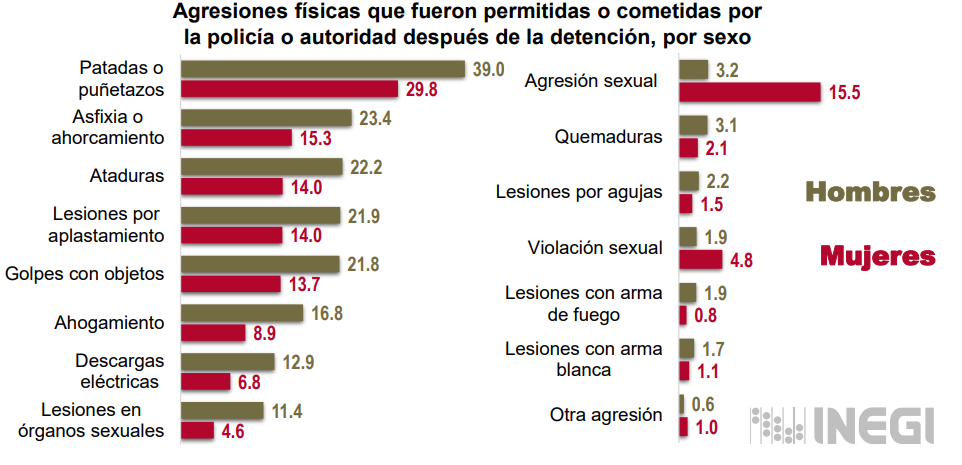 Agresiones físicas que fueron permitidas o cometidas por
la policía o autoridad después de la detención, por sexo
Patadas o
puñetazos
39.0
29.8
Asfixia o
ahorcamiento
23.4
15.3
Ataduras
22.2
14.0
Lesiones por
aplastamiento
21.9
14.0
Golpes con objetos
21.8
13.7
Ahogamiento
16.8
8.9
Descargas
eléctricas
12.9
6.8
Lesiones en
órganos sexuales
11.4
4.6
Agresión sexual
3.2
15.5
Quemaduras
3.1
2.1
Lesiones por agujas
2.2
1.5
Violación sexual
1.9
4.8
Lesiones con arma
de fuego
1.9
0.8
Lesiones con arma
blanca
1.7
1.1
Otra agresión
0.6
1.0
Hombres
Mujeres
INEGI